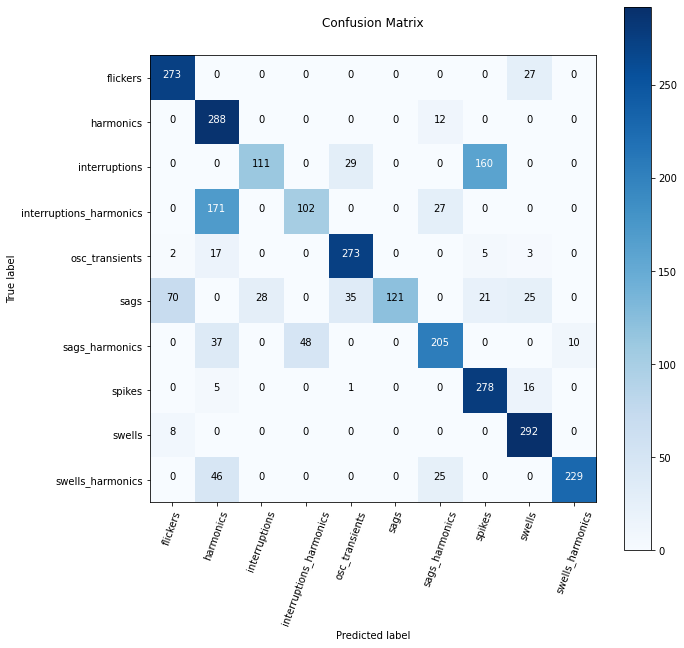 Confusion Matrix
True label
flickers 273 0 0 0 0 0 0 0 27 0
harmonics 0 288 0 0 0 0 12 0 0 0
interruptions 0 0 111 0 29 0 0 160 0 0
interruptions_harmonics 0 171 0 102 0 0 27 0 0 0
osc_transients 2 17 0 0 273 0 0 5 3 0
sags 70 0 28 0 35 121 0 21 25 0
sags_harmonics 0 37 0 48 0 0 205 0 0 10
spikes 0 5 0 0 1 0 0 278 16 0
swells 8 0 0 0 0 0 0 0 292 0
swells_harmonics 0 46 0 0 0 0 25 0 0 229
flickers harmonics interruptions interruptions_harmonics osc_transients sags sags_harmonics spikes swells swells_harmonics
Predicted label
250
200
150
100
50
0